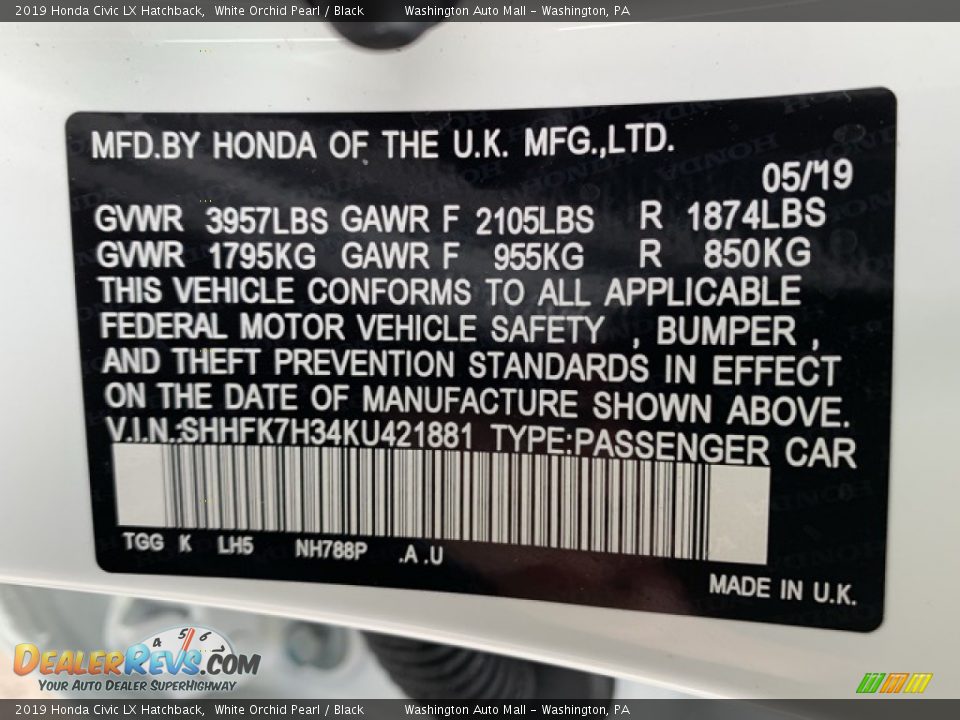 2019 Honda Civic LX Hatchback, White Orchid Pearl / Black Washington Auto Mall - Washington, PA
MFD.BY HONDA OF THE U.K. MFG.,LTD.
05/'19
GVWR 3957LBS GAWR F 2105LBS R 1874LBS
GVWR 1795KG GAWR F 955KG R 850KG
THIS VEHICLE CONFORMS TO ALL APPLICABLE
FEDERAL MOTOR VEHICLE SAFETY , BUMPER ,
AND THEFT PREVENTION STANDARDS IN EFFECT
ON THE DATE OF MANUFACTURE SHOWN ABOVE.
V.I.N.:SHHFK7H34KU421881 TYPE:PASSENGER CAR
TGG K LH5 NH788P .A .U
MADE IN U.K.
4 5 6 7
DEALERREVS.COM
YOUR AUTO DEALER SUPERHIGHWAY
2019 Honda Civic LX Hatchback, White Orchid Pearl / Black Washington Auto Mall - Washington, PA